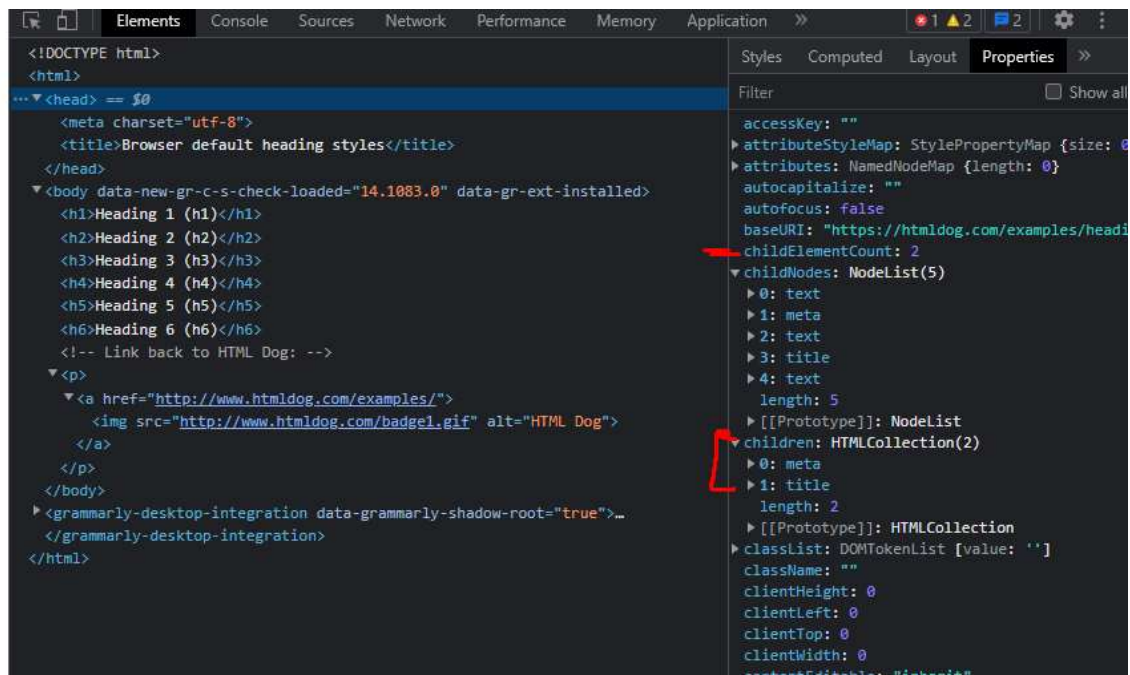 Elements Console Sources Network Performance Memory Application » 1 2 2
<!DOCTYPE html>
<html>
··· ▼<head> == $0
<meta charset="utf-8">
<title>Browser default heading styles</title>
</head>
▼<body data-new-gr-c-s-check-loaded="14.1083.0" data-gr-ext-installed>
<h1>Heading 1 (h1)</h1>
<h2>Heading 2 (h2)</h2>
<h3>Heading 3 (h3)</h3>
<h4>Heading 4 (h4)</h4>
<h5>Heading 5 (h5)</h5>
<h6>Heading 6 (h6)</h6>
<!-- Link back to HTML Dog: -->
▼<p>
▼<a href="http://www.htmldog.com/examples/">
<img src="http://www.htmldog.com/badge1.gif" alt="HTML Dog">
</a>
</p>
</body>
▶<grammarly-desktop-integration data-grammarly-shadow-root="true">…
</grammarly-desktop-integration>
</html>
Styles Computed Layout Properties »
Filter Show all
accessKey: ""
▶attributeStyleMap: StylePropertyMap {size: 0
▶attributes: NamedNodeMap {length: 0}
autocapitalize: ""
autofocus: false
baseURI: "https://htmldog.com/examples/headi
childElementCount: 2
▼childNodes: NodeList(5)
▶0: text
▶1: meta
▶2: text
▶3: title
▶4: text
length: 5
▶[[Prototype]]: NodeList
▼children: HTMLCollection(2)
▶0: meta
▶1: title
length: 2
▶[[Prototype]]: HTMLCollection
▶classList: DOMTokenList [value: '']
className: ""
clientHeight: 0
clientLeft: 0
clientTop: 0
clientWidth: 0
contentEditable: "inherit"